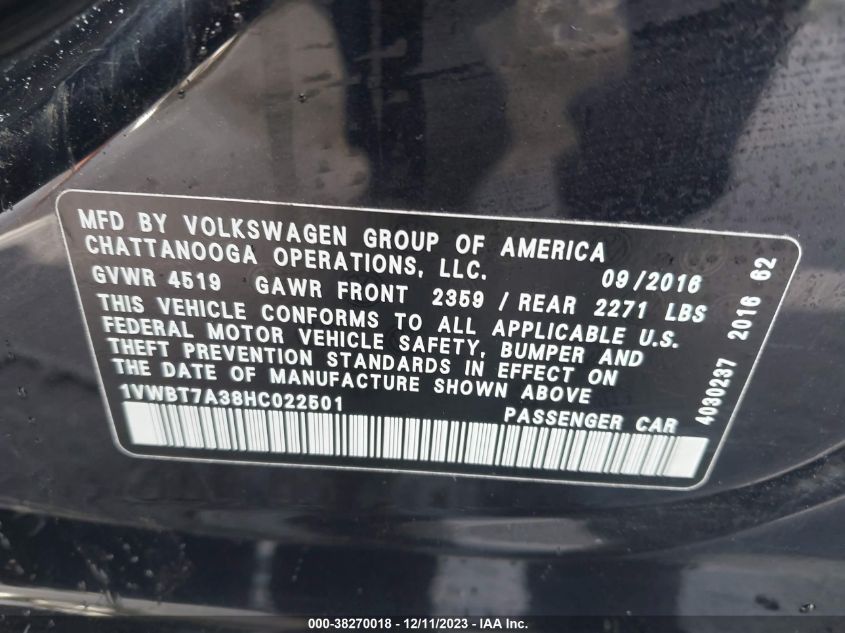 MFD BY VOLKSWAGEN GROUP OF AMERICA
CHATTANOOGA OPERATIONS, LLC. 09/2016
GVWR 4519 GAWR FRONT 2359 / REAR 2271 LBS
THIS VEHICLE CONFORMS TO ALL APPLICABLE U.S.
FEDERAL MOTOR VEHICLE SAFETY, BUMPER AND
THEFT PREVENTION STANDARDS IN EFFECT ON
THE DATE OF MANUFACTURE SHOWN ABOVE
1VWBT7A38HC022501 PASSENGER CAR
4030237 2016 62
000-38270018 - 12/11/2023 - IAA Inc.